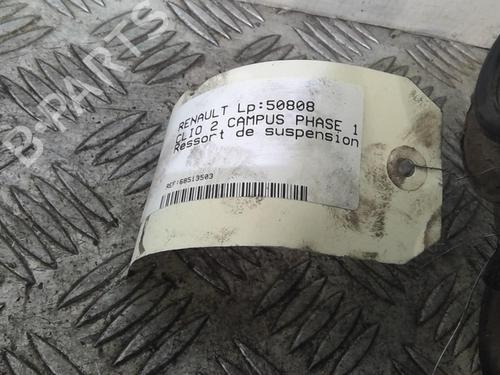 B-PARTS
RENAULT Lp:50808
CLIO 2 CAMPUS PHASE 1
Ressort de suspension
REF:68513503